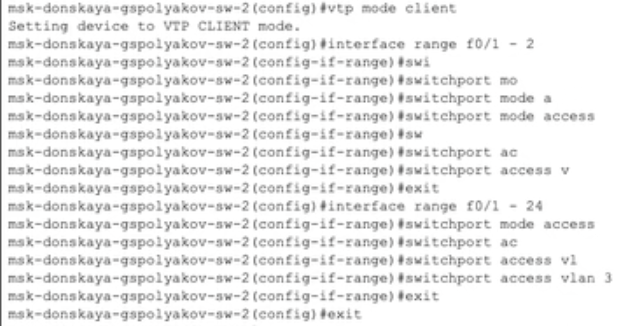 msk-donskaya-gspolyakov-sw-2(config)#vtp mode client
Setting device to VTP CLIENT mode.
msk-donskaya-gspolyakov-sw-2(config)#interface range f0/1 - 2
msk-donskaya-gspolyakov-sw-2(config-if-range)#swi
msk-donskaya-gspolyakov-sw-2(config-if-range)#switchport mo
msk-donskaya-gspolyakov-sw-2(config-if-range)#switchport mode a
msk-donskaya-gspolyakov-sw-2(config-if-range)#switchport mode access
msk-donskaya-gspolyakov-sw-2(config-if-range)#sw
msk-donskaya-gspolyakov-sw-2(config-if-range)#switchport ac
msk-donskaya-gspolyakov-sw-2(config-if-range)#switchport access v
msk-donskaya-gspolyakov-sw-2(config-if-range)#exit
msk-donskaya-gspolyakov-sw-2(config)#interface range f0/1 - 24
msk-donskaya-gspolyakov-sw-2(config-if-range)#switchport mode access
msk-donskaya-gspolyakov-sw-2(config-if-range)#switchport ac
msk-donskaya-gspolyakov-sw-2(config-if-range)#switchport access vl
msk-donskaya-gspolyakov-sw-2(config-if-range)#switchport access vlan 3
msk-donskaya-gspolyakov-sw-2(config-if-range)#exit
msk-donskaya-gspolyakov-sw-2(config)#exit